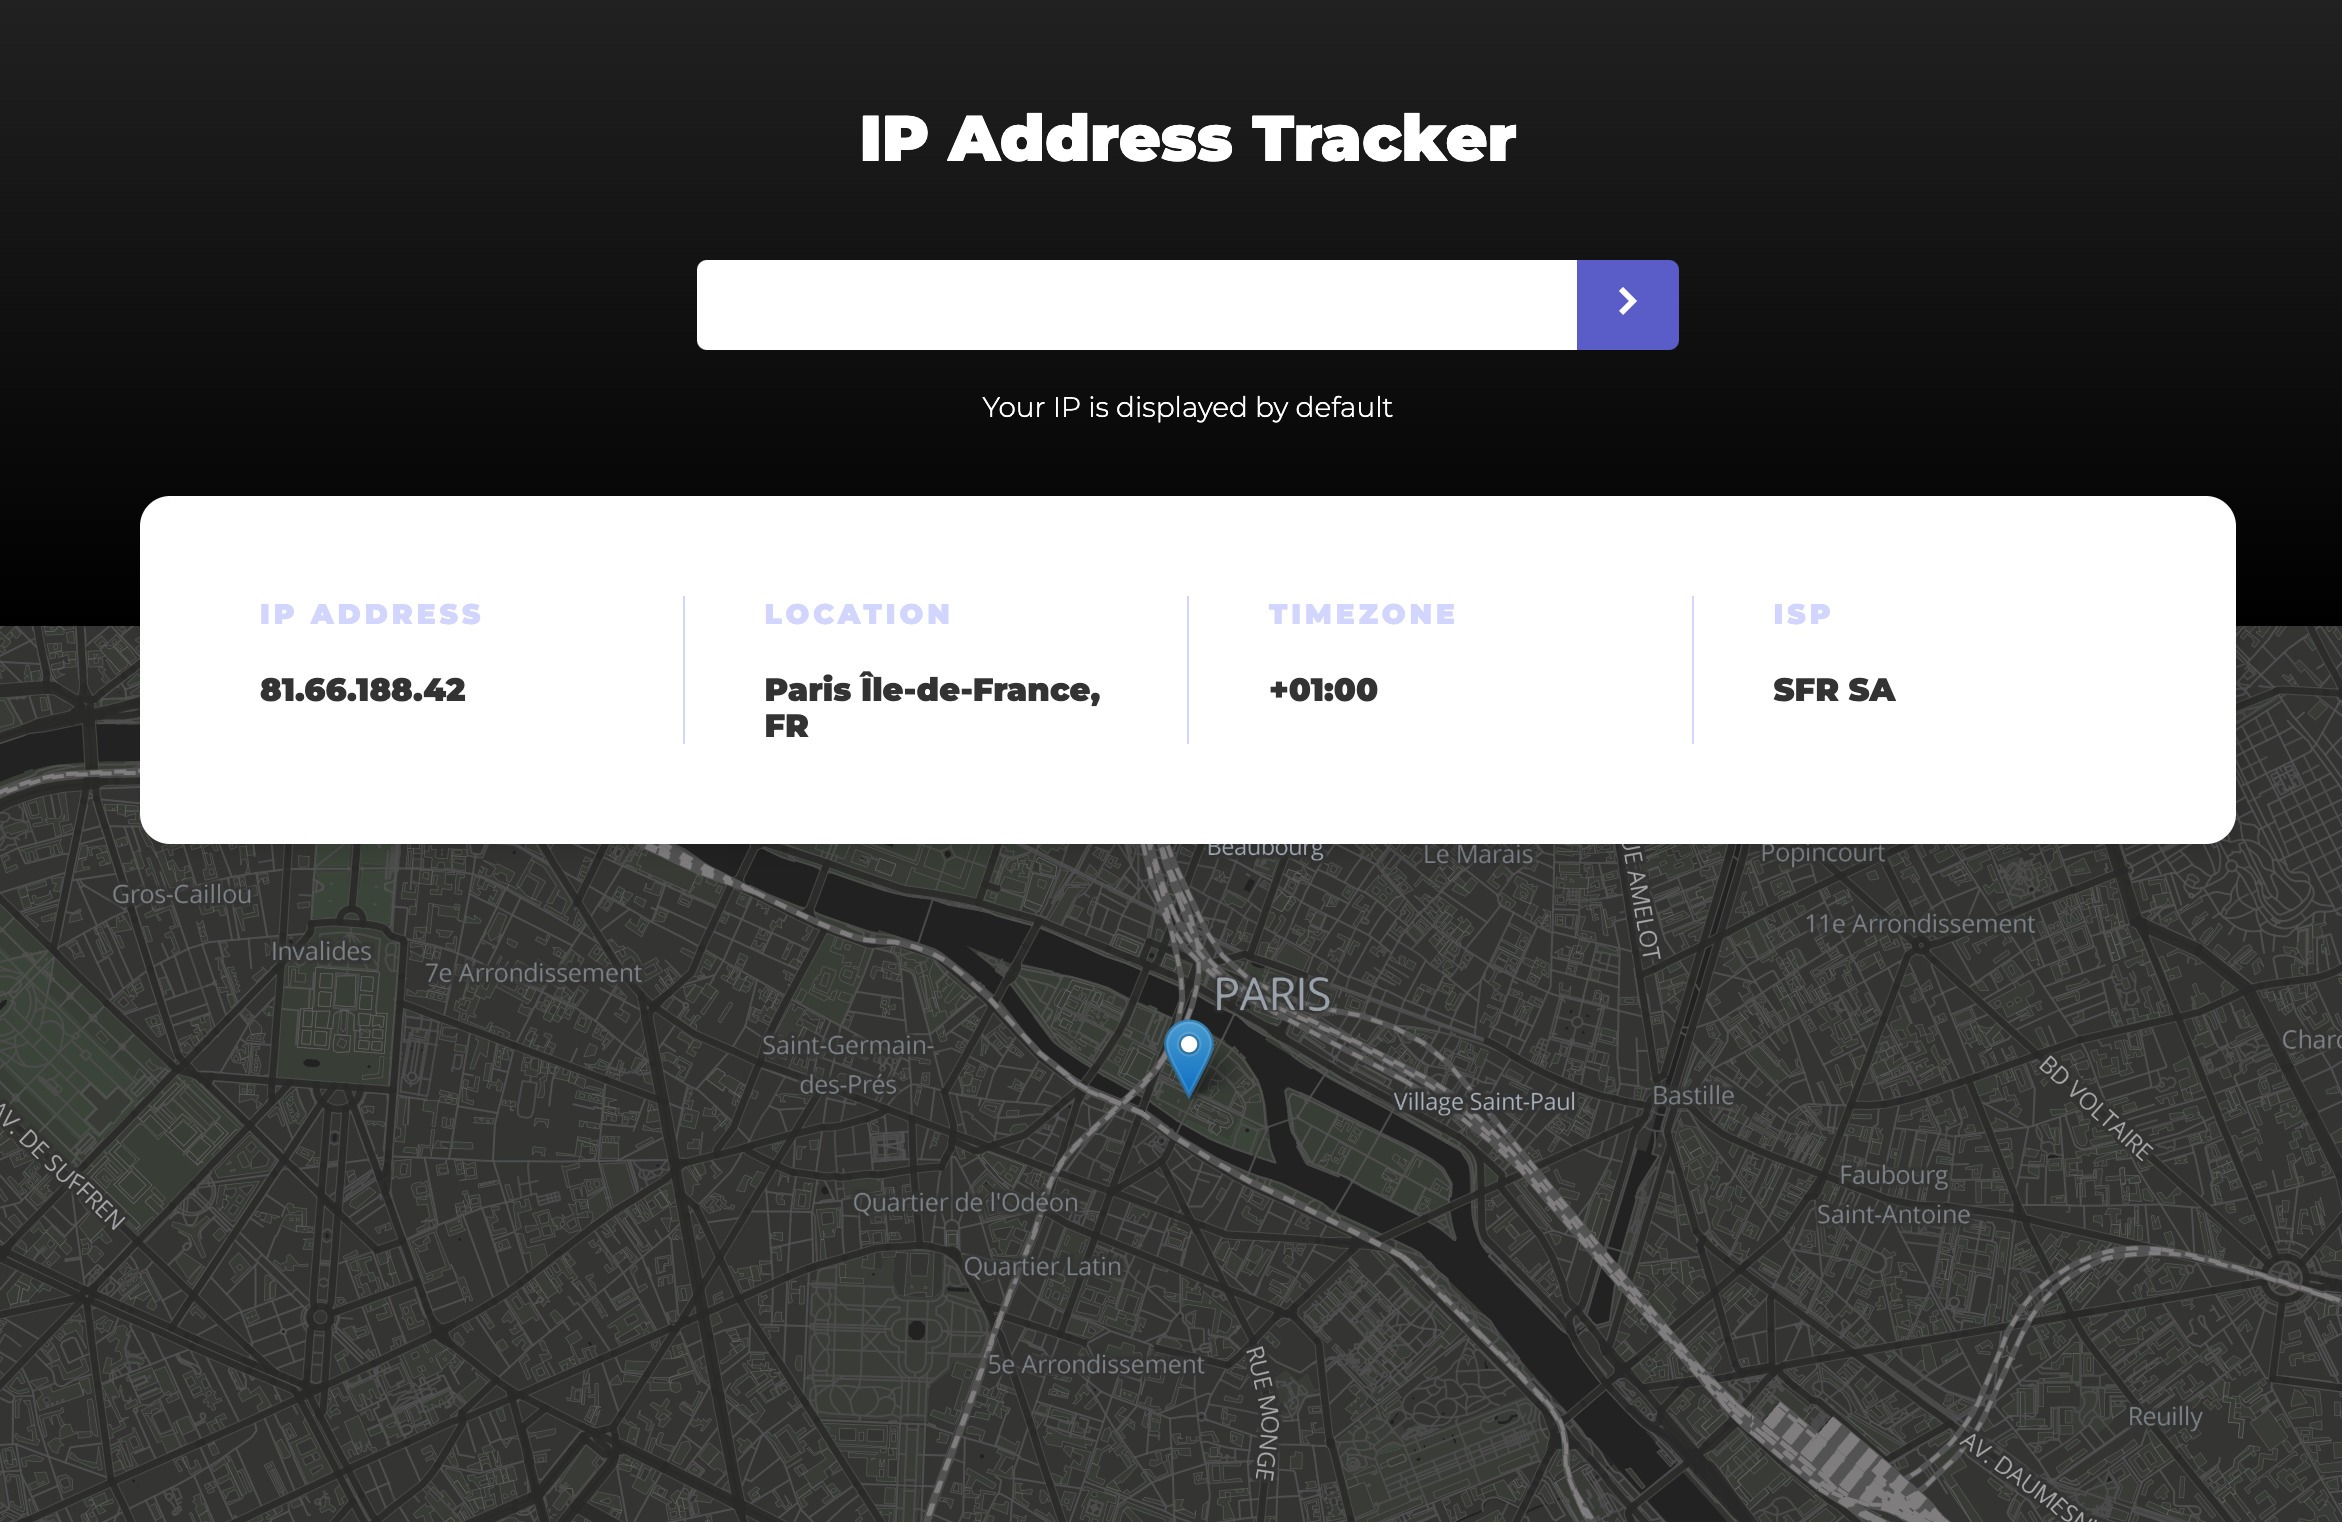 IP Address Tracker
Your IP is displayed by default
IP ADDRESS
81.66.188.42
LOCATION
Paris Île-de-France,
FR
TIMEZONE
+01:00
ISP
SFR SA
Beaubourg
Le Marais
Popincourt
Gros-Caillou
UE AMELOT
11e Arrondissement
Invalides
7e Arrondissement
PARIS
Saint-Germain-
des-Prés
Charo
Village Saint-Paul
Bastille
BD VOLTAIRE
AV. DE SUFFREN
Faubourg
Saint-Antoine
Quartier de l'Odéon
Quartier Latin
5e Arrondissement
RUE MONGE
Reuilly
AV. DAUMESN